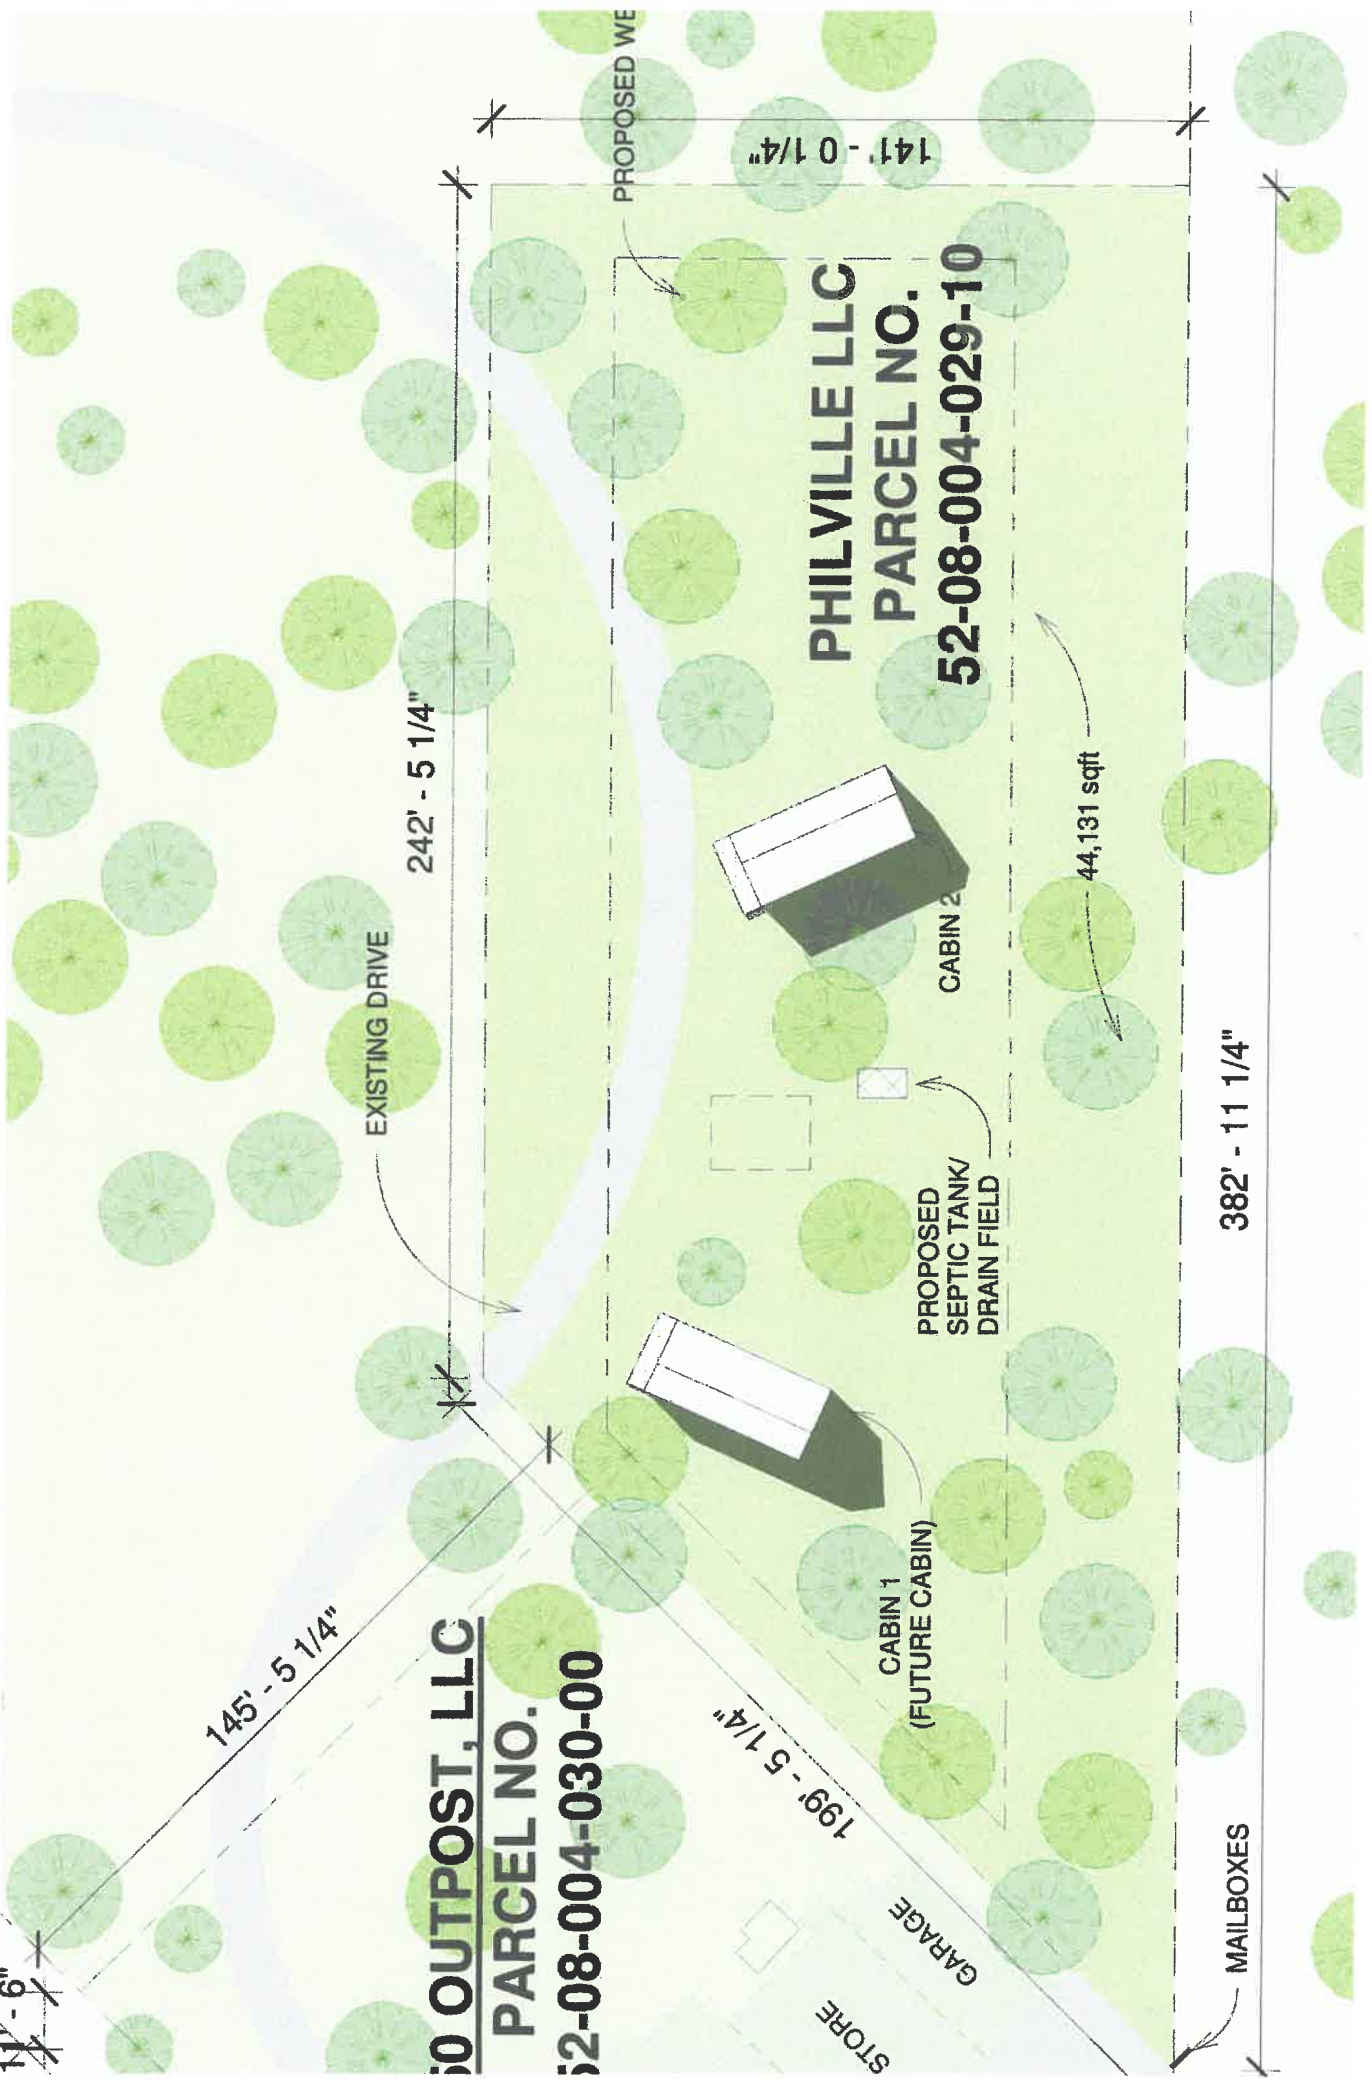 PROPOSED WE
141' - 0 1/4"
242' - 5 1/4"
EXISTING DRIVE
PHILVILLE LLC
PARCEL NO.
52-08-004-029-10
CABIN 2
44,131 sqft
382' - 11 1/4"
PROPOSED
SEPTIC TANK/
DRAIN FIELD
CABIN 1
(FUTURE CABIN)
145' - 5 1/4"
199' - 5 1/4"
OUTPOST, LLC
PARCEL NO.
52-08-004-030-00
GARAGE
STORE
MAILBOXES
11' - 6"